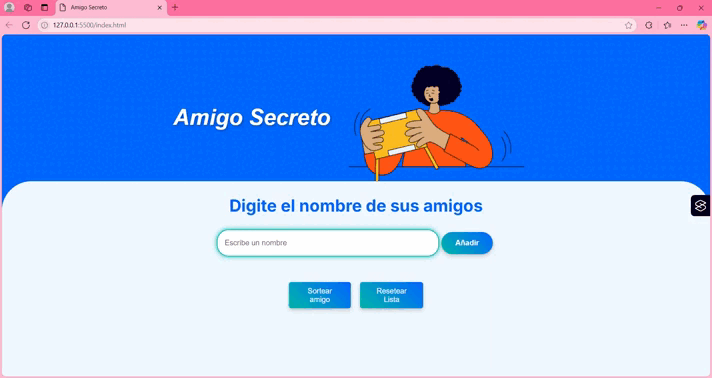 Amigo Secreto
127.0.0.1:5500/index.html
Amigo Secreto
Digite el nombre de sus amigos
Escribe un nombre
Añadir
Sortear
amigo
Resetear
Lista